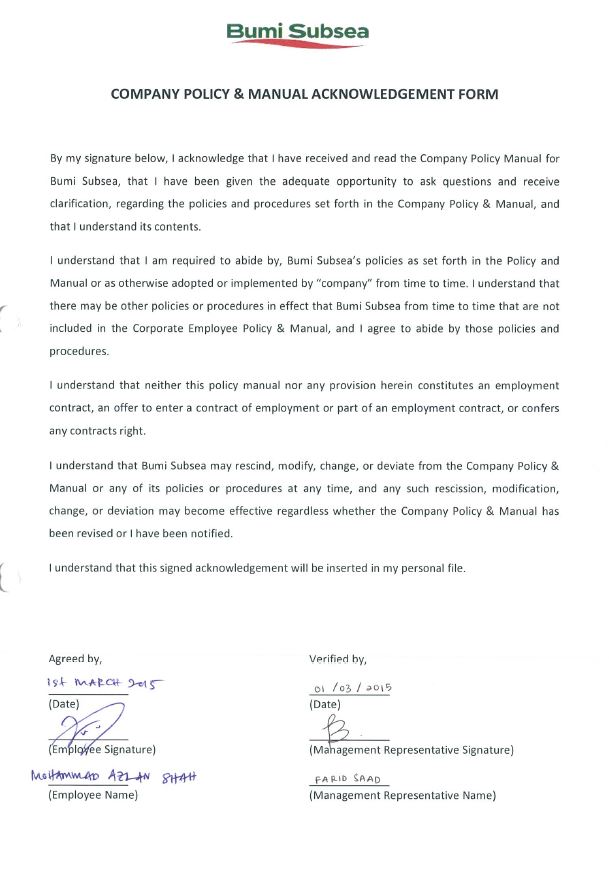 Bumi Subsea
COMPANY POLICY & MANUAL ACKNOWLEDGEMENT FORM
By my signature below, I acknowledge that I have received and read the Company Policy Manual for
Bumi Subsea, that I have been given the adequate opportunity to ask questions and receive
clarification, regarding the policies and procedures set forth in the Company Policy & Manual, and
that I understand its contents.
I understand that I am required to abide by, Bumi Subsea's policies as set forth in the Policy and
Manual or as otherwise adopted or implemented by "company" from time to time. I understand that
there may be other policies or procedures in effect that Bumi Subsea from time to time that are not
included in the Corporate Employee Policy & Manual, and I agree to abide by those policies and
procedures.
I understand that neither this policy manual nor any provision herein constitutes an employment
contract, an offer to enter a contract of employment or part of an employment contract, or confers
any contracts right.
I understand that Bumi Subsea may rescind, modify, change, or deviate from the Company Policy &
Manual or any of its policies or procedures at any time, and any such rescission, modification,
change, or deviation may become effective regardless whether the Company Policy & Manual has
been revised or I have been notified.
I understand that this signed acknowledgement will be inserted in my personal file.
Agreed by,
1st MARCH 2015
(Date)
(Employee Signature)
MOHAMMAD AZLAN SHAH
(Employee Name)
Verified by,
01 / 03 / 2015
(Date)
(Management Representative Signature)
FARID SAAD
(Management Representative Name)